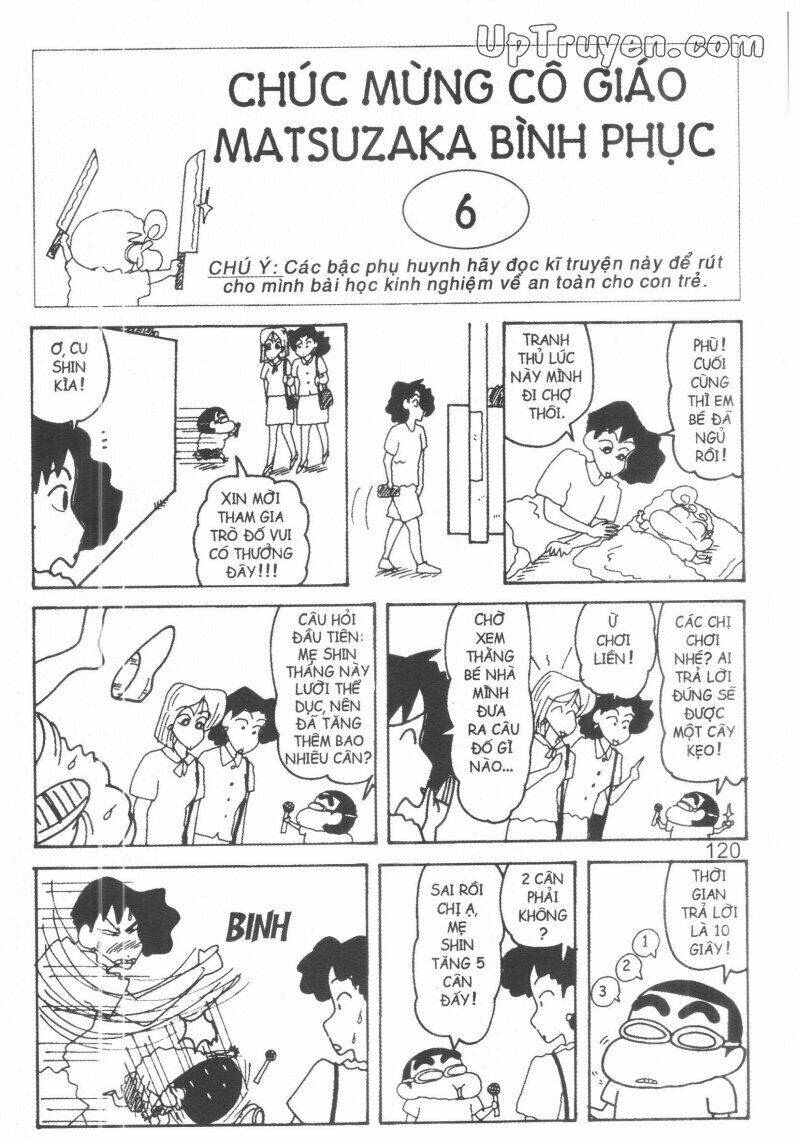 UpTruyen.com
CHÚC MỪNG CÔ GIÁO
MATSUZAKA BÌNH PHỤC
6
CHÚ Ý: Các bậc phụ huynh hãy đọc kĩ truyện này để rút
cho mình bài học kinh nghiệm về an toàn cho con trẻ.
PHÙ!
CUỐI
CÙNG
THÌ EM
BÉ ĐÃ
NGỦ
RỒI!
TRANH
THỦ LÚC
NÀY MÌNH
ĐI CHỢ
THÔI.
Ơ, CU
SHIN
KÌA!
XIN MỜI
THAM GIA
TRÒ ĐỐ VUI
CÓ THƯỞNG
ĐÂY!!!
CÁC CHỊ
CHƠI
NHÉ? AI
TRẢ LỜI
ĐÚNG SẼ
ĐƯỢC
MỘT CÂY
KẸO!
Ừ
CHƠI
LIỀN!
CHỜ
XEM
THẰNG
BÉ NHÀ
MÌNH
ĐƯA
RA CÂU
ĐỐ GÌ
NÀO...
CÂU HỎI
ĐẦU TIÊN:
MẸ SHIN
THÁNG NÀY
LƯỜI THỂ
DỤC, NÊN
ĐÃ TĂNG
THÊM BAO
NHIÊU CÂN?
120
THỜI
GIAN
TRẢ LỜI
LÀ 10
GIÂY!
1
2
3
2 CÂN
PHẢI
KHÔNG?
SAI RỒI
CHỊ Ạ,
MẸ
SHIN
TĂNG 5
CÂN
ĐẤY!
BINH